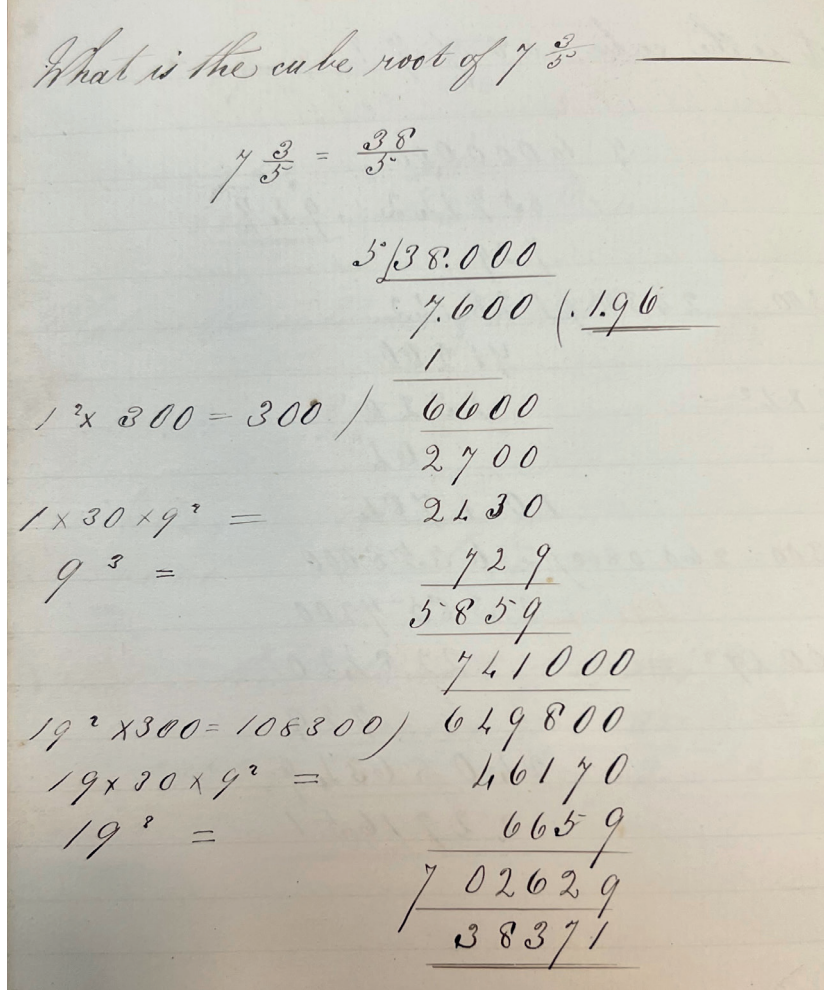 What is the cube root of 7 3/5
7 3/5 = 38/5
5)38.000
7.600 (. 1.96
1
1² x 300 = 300 ) 6600
2700
1 x 30 x 9² = 2430
9³ = 729
5859
741000
19² x 300 = 108300) 649800
19 x 30 x 9² = 46170
19³ = 6659
702629
38371